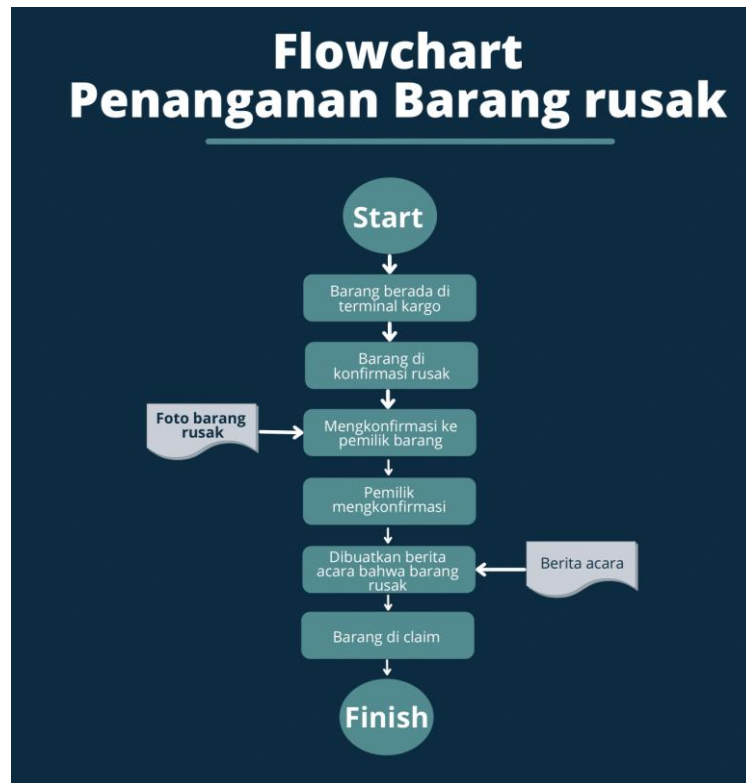 Flowchart
Penanganan Barang rusak
Start
Barang berada di
terminal kargo
Barang di
konfirmasi rusak
Foto barang
rusak
Mengkonfirmasi ke
pemilik barang
Pemilik
mengkonfirmasi
Dibuatkan berita
acara bahwa barang
rusak
Berita acara
Barang di claim
Finish